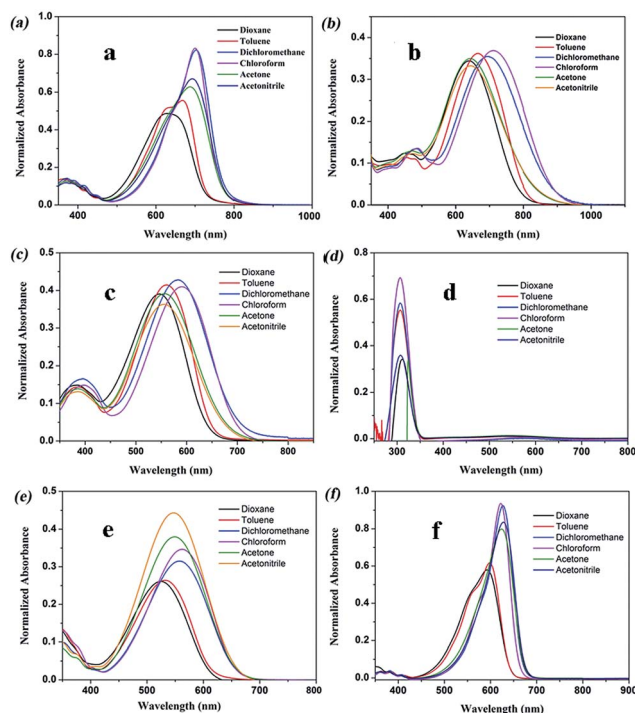 (a)
a
Dioxane
Toluene
Dichloromethane
Chloroform
Acetone
Acetonitrile
Normalized Absorbance
1.0
0.8
0.6
0.4
0.2
0.0
400 600 800 1000
Wavelength (nm)
(b)
b
Dioxane
Toluene
Dichloromethane
Chloroform
Acetone
Acetonitrile
Normalized Absorbance
0.4
0.3
0.2
0.1
0.0
400 600 800 1000
Wavelength (nm)
(c)
c
Dioxane
Toluene
Dichloromethane
Chloroform
Acetone
Acetonitrile
Normalized Absorbance
0.5
0.4
0.3
0.2
0.1
0.0
400 500 600 700 800
Wavelength (nm)
(d)
d
Dioxane
Toluene
Dichloromethane
Chloroform
Acetone
Acetonitrile
Normalized Absorbance
0.8
0.6
0.4
0.2
0.0
300 400 500 600 700 800
Wavelength (nm)
(e)
e
Dioxane
Toluene
Dichloromethane
Chloroform
Acetone
Acetonitrile
Normalized Absorbance
0.5
0.4
0.3
0.2
0.1
0.0
400 500 600 700 800
Wavelength (nm)
(f)
f
Dioxane
Toluene
Dichloromethane
Chloroform
Acetone
Acetonitrile
Normalized Absorbance
1.0
0.8
0.6
0.4
0.2
0.0
400 500 600 700 800 900
Wavelength (nm)